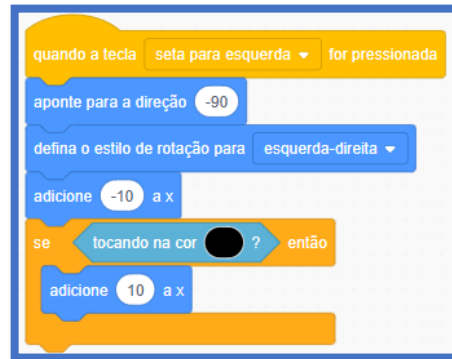 quando a tecla seta para esquerda for pressionada
aponte para a direção -90
defina o estilo de rotação para esquerda-direita
adicione -10 a x
se tocando na cor ? então
adicione 10 a x